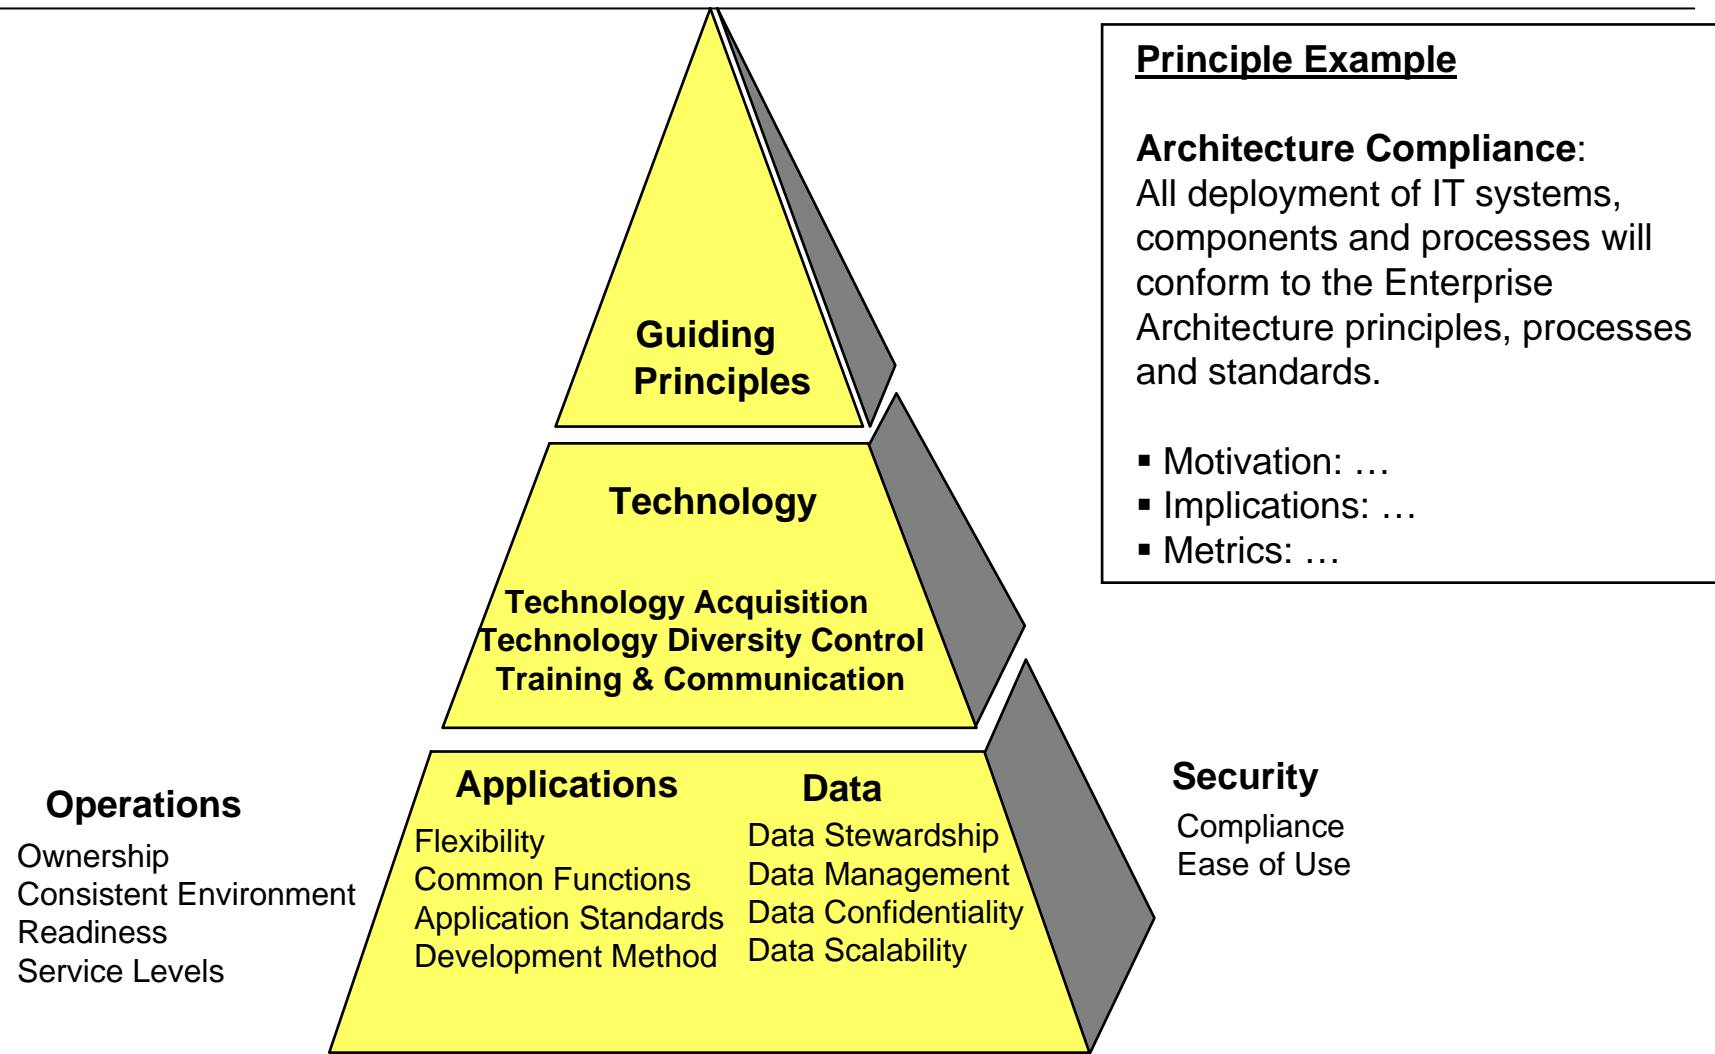 Principle Example
Architecture Compliance:
All deployment of IT systems,
components and processes will
conform to the Enterprise
Architecture principles, processes
and standards.
▪ Motivation: …
▪ Implications: …
▪ Metrics: …
Guiding
Principles
Technology
Technology Acquisition
Technology Diversity Control
Training & Communication
Operations
Ownership
Consistent Environment
Readiness
Service Levels
Applications
Flexibility
Common Functions
Application Standards
Development Method
Data
Data Stewardship
Data Management
Data Confidentiality
Data Scalability
Security
Compliance
Ease of Use